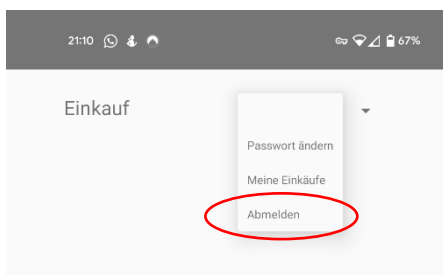 21:10 67%
Einkauf
Passwort ändern
Meine Einkäufe
Abmelden